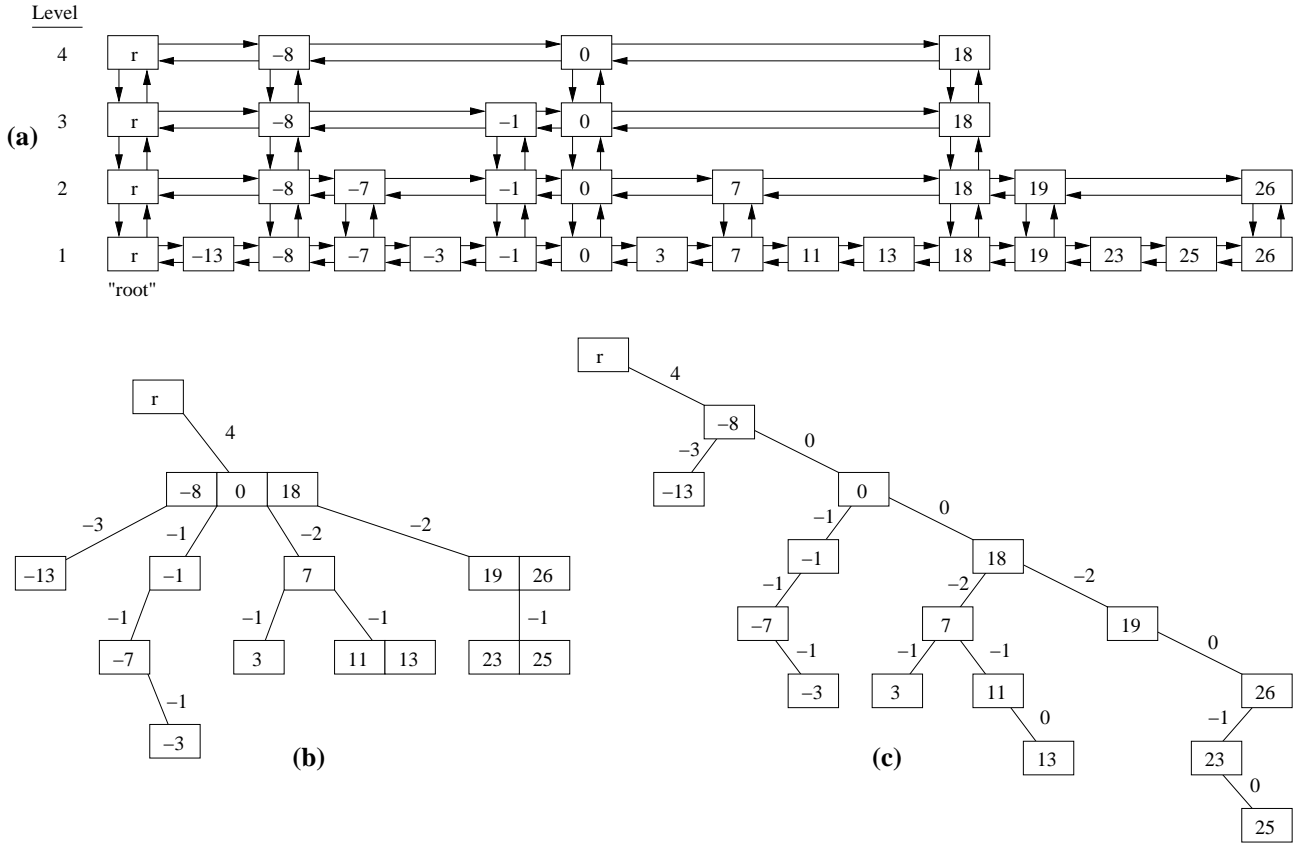 Level
4 r −8 0 18
(a) 3 r −8 −1 0 18
2 r −8 −7 −1 0 7 18 19 26
1 r −13 −8 −7 −3 −1 0 3 7 11 13 18 19 23 25 26
"root"
r
4
−8 0 18
−3 −1 −2 −2
−13 −1 7 19 26
−1 −1 −1 −1
−7 3 11 13 23 25
−1
−3
(b)
r
4
−8
−3 0
−13 0
−1 0
−1 18
−1 −2 −2
−7 7 19
−1 −1 −1 0
−3 3 11 26
0 −1
13 23
0
25
(c)